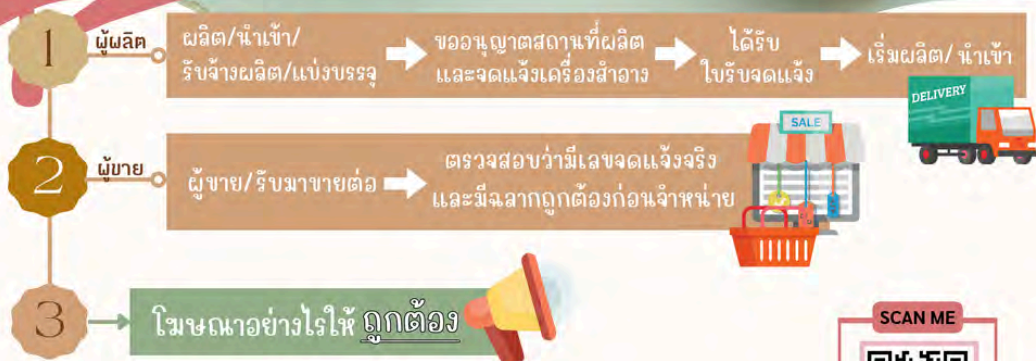 1
ผู้ผลิต
ผลิต/นำเข้า/
รับจ้างผลิต/แบ่งบรรจุ
ขออนุญาตสถานที่ผลิต
และจดแจ้งเครื่องสำอาง
ได้รับ
ใบรับจดแจ้ง
เริ่มผลิต/นำเข้า
DELIVERY
2
ผู้ขาย
ผู้ขาย/รับมาขายต่อ
ตรวจสอบว่ามีเลขจดแจ้งจริง
และมีฉลากถูกต้องก่อนจำหน่าย
SALE
3
โฆษณาอย่างไรให้ ถูกต้อง
SCAN ME